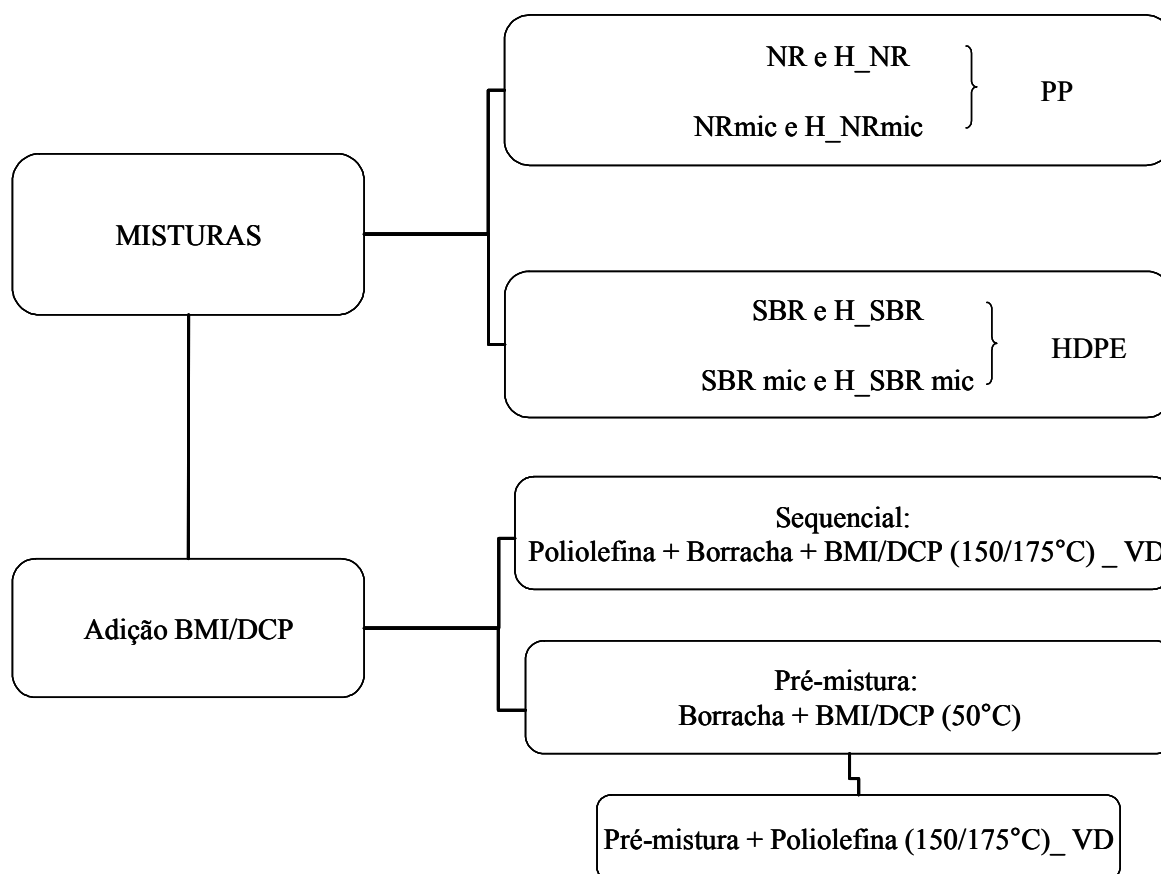 NR e H_NR
PP
NRmic e H_NRmic
MISTURAS
SBR e H_SBR
HDPE
SBR mic e H_SBR mic
Sequencial:
Poliolefina + Borracha + BMI/DCP (150/175°C) _ VD
Adição BMI/DCP
Pré-mistura:
Borracha + BMI/DCP (50°C)
Pré-mistura + Poliolefina (150/175°C)_ VD